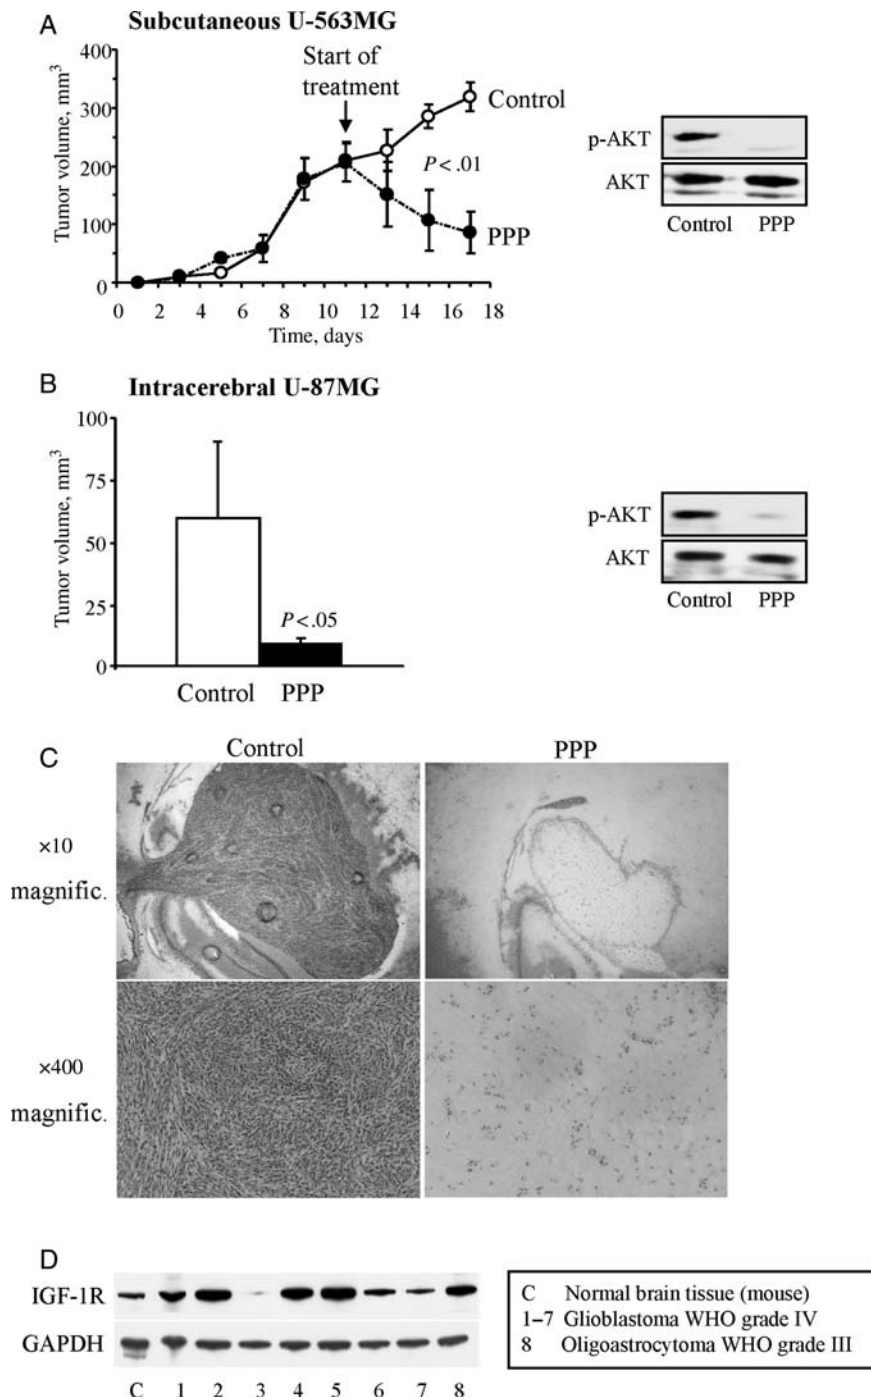 A
Subcutaneous U-563MG
Tumor volume, mm³
400
300
200
100
0
Start of
treatment
Control
P < .01
PPP
0 2 4 6 8 10 12 14 16 18
Time, days
p-AKT
AKT
Control PPP
B
Intracerebral U-87MG
Tumor volume, mm³
100
75
50
25
0
P < .05
Control PPP
p-AKT
AKT
Control PPP
C
Control PPP
×10
magnific.
×400
magnific.
D
IGF-1R
GAPDH
C 1 2 3 4 5 6 7 8
C Normal brain tissue (mouse)
1–7 Glioblastoma WHO grade IV
8 Oligoastrocytoma WHO grade III